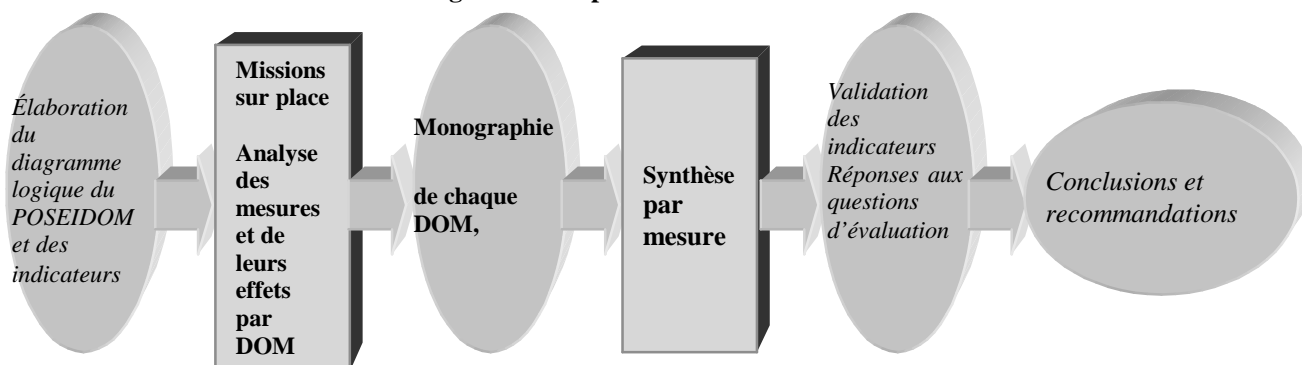 Élaboration
du
diagramme
logique du
POSEIDOM
et des
indicateurs
Missions
sur place
Analyse
des
mesures
et de
leurs
effets
par
DOM
Monographie
de chaque
DOM,
Synthèse
par
mesure
Validation
des
indicateurs
Réponses aux
questions
d'évaluation
Conclusions et
recommandations